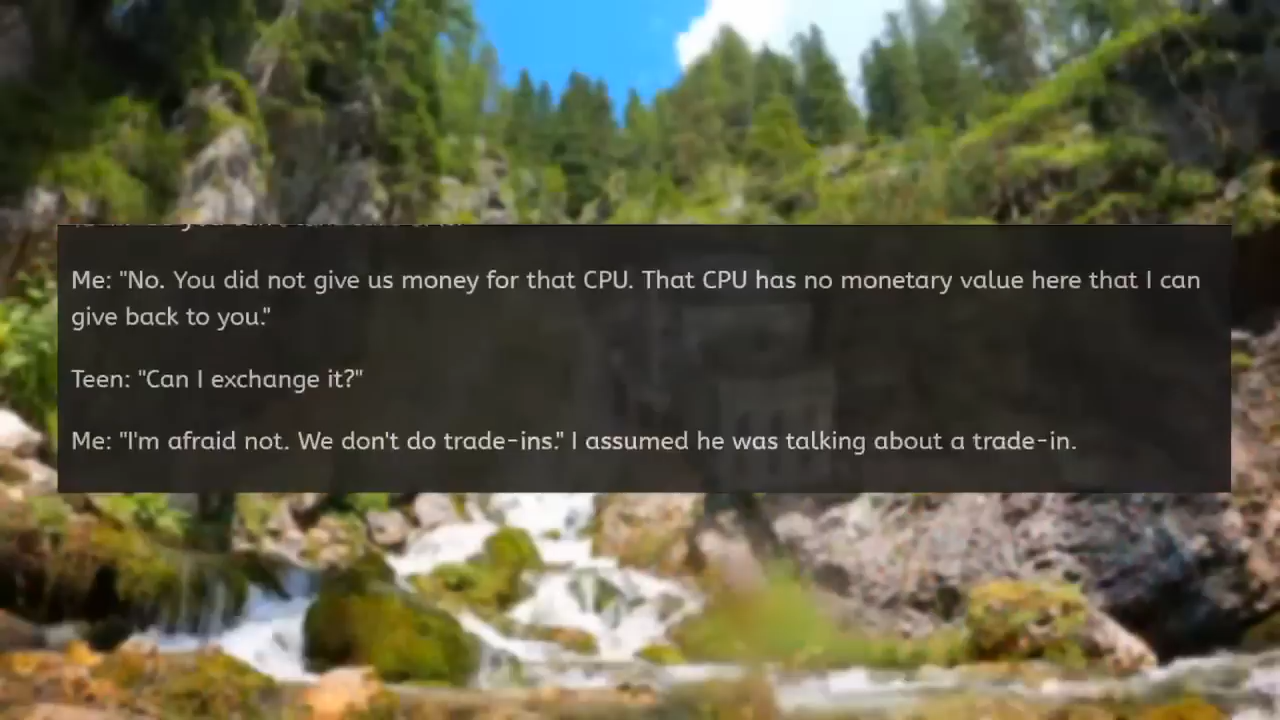 Me: "No. You did not give us money for that CPU. That CPU has no monetary value here that I can
give back to you."
Teen: "Can I exchange it?"
Me: "I'm afraid not. We don't do trade-ins." I assumed he was talking about a trade-in.